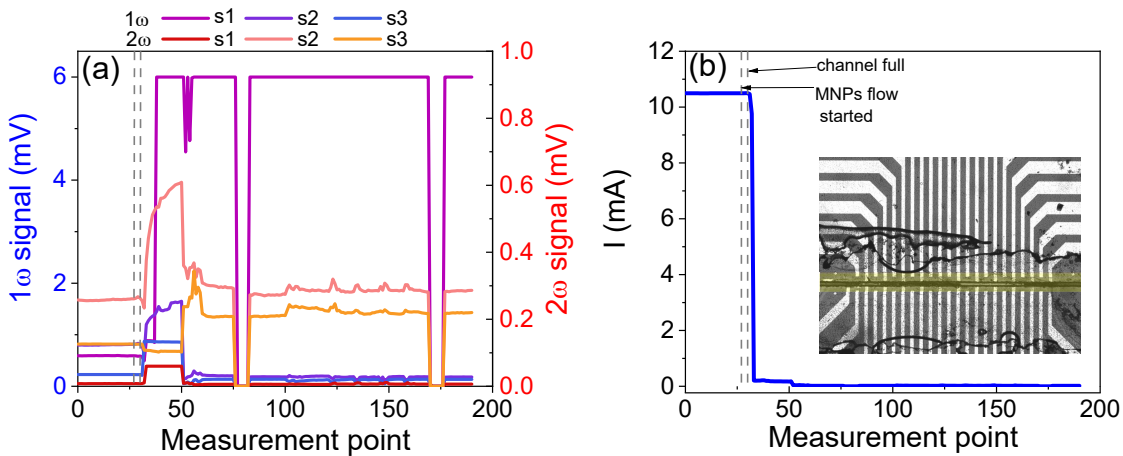 1ω s1 s2 s3
2ω s1 s2 s3
(a)
1ω signal (mV)
0
2
4
6
2ω signal (mV)
0.0
0.2
0.4
0.6
0.8
1.0
0 50 100 150 200
Measurement point
(b)
channel full
MNPs flow
started
I (mA)
0
2
4
6
8
10
12
0 50 100 150 200
Measurement point